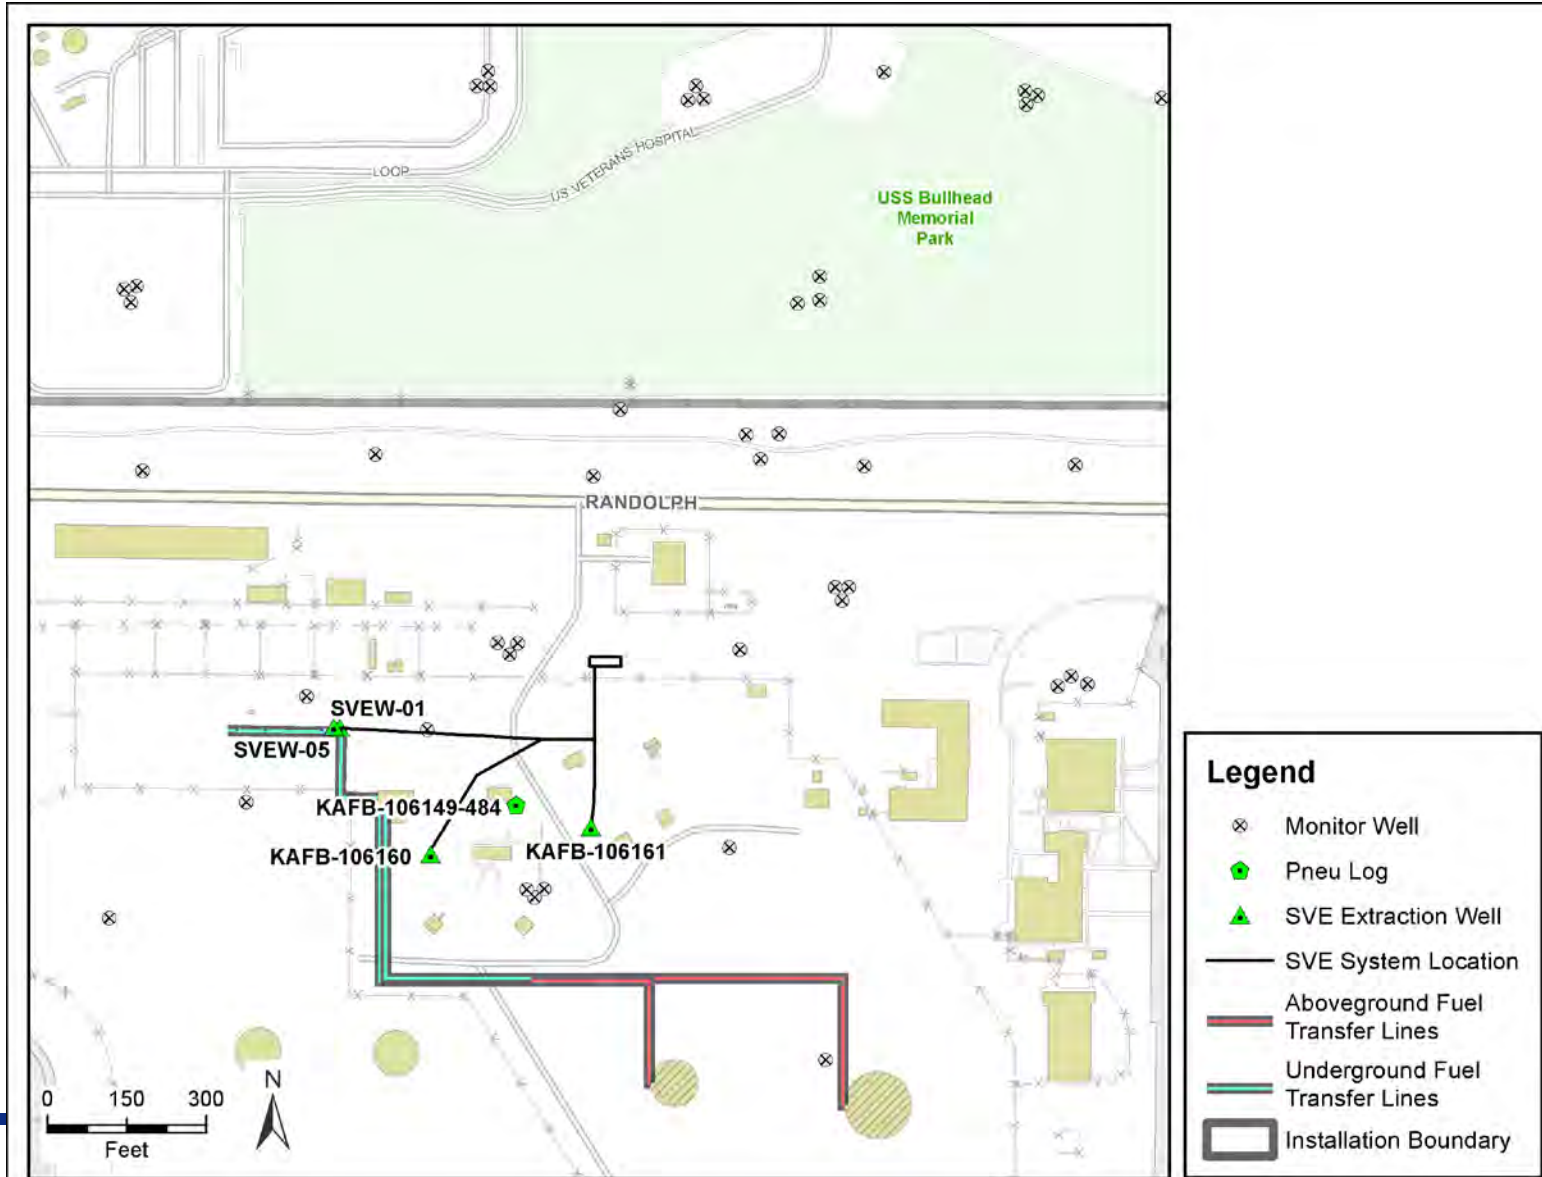 LOOP
US VETERANS HOSPITAL
USS Bullhead
Memorial
Park
RANDOLPH
SVEW-01
SVEW-05
KAFB-106149-484
KAFB-106160
KAFB-106161
N
0 150 300
Feet
Legend
Monitor Well
Pneu Log
SVE Extraction Well
SVE System Location
Aboveground Fuel
Transfer Lines
Underground Fuel
Transfer Lines
Installation Boundary